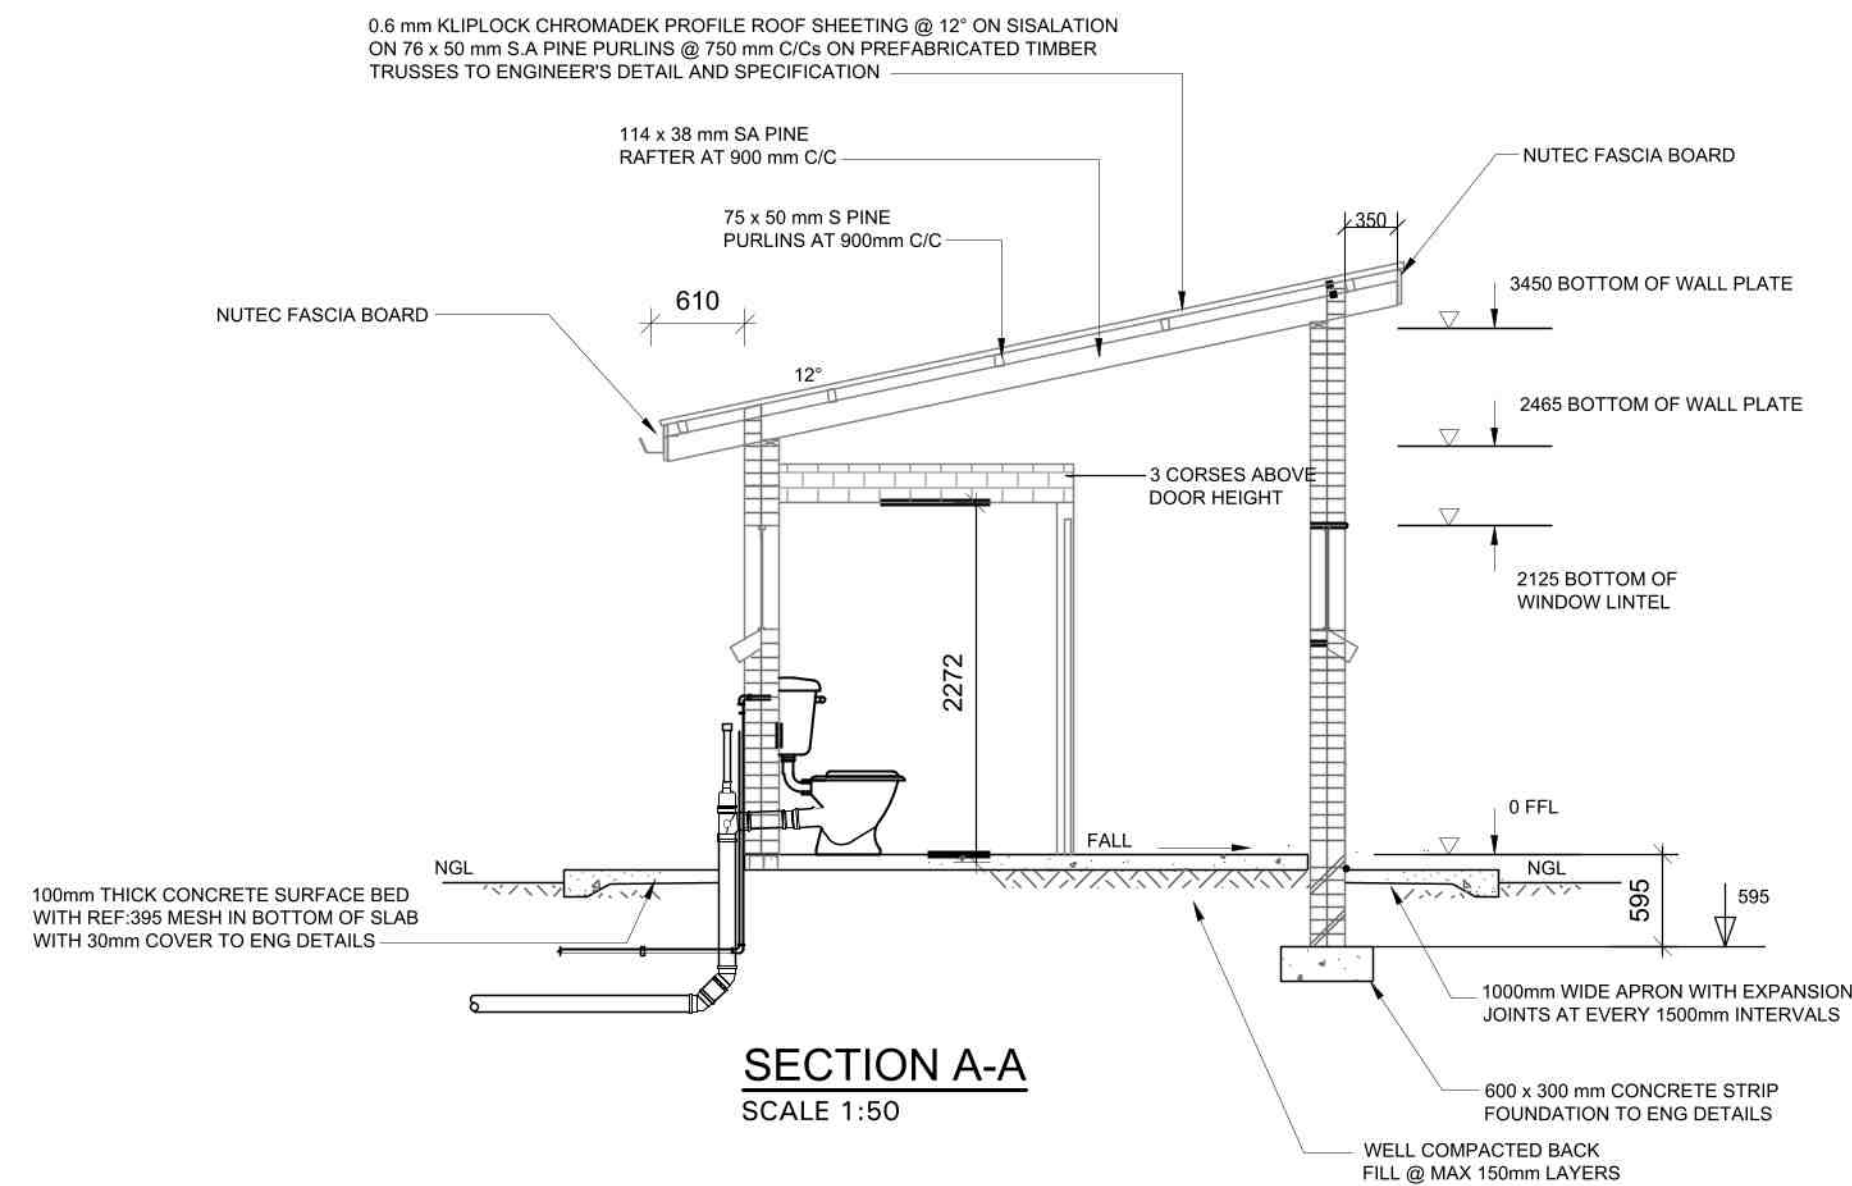 0.6 mm KLIPLOCK CHROMADEK PROFILE ROOF SHEETING @ 12° ON SISALATION
ON 76 x 50 mm S.A PINE PURLINS @ 750 mm C/Cs ON PREFABRICATED TIMBER
TRUSSES TO ENGINEER'S DETAIL AND SPECIFICATION
114 x 38 mm SA PINE
RAFTER AT 900 mm C/C
NUTEC FASCIA BOARD
75 x 50 mm S PINE
PURLINS AT 900mm C/C
350
3450 BOTTOM OF WALL PLATE
610
NUTEC FASCIA BOARD
12°
2465 BOTTOM OF WALL PLATE
3 CORSES ABOVE
DOOR HEIGHT
2125 BOTTOM OF
WINDOW LINTEL
2272
0 FFL
FALL
NGL
NGL
100mm THICK CONCRETE SURFACE BED
WITH REF:395 MESH IN BOTTOM OF SLAB
WITH 30mm COVER TO ENG DETAILS
595
595
1000mm WIDE APRON WITH EXPANSION
JOINTS AT EVERY 1500mm INTERVALS
SECTION A-A
SCALE 1:50
600 x 300 mm CONCRETE STRIP
FOUNDATION TO ENG DETAILS
WELL COMPACTED BACK
FILL @ MAX 150mm LAYERS